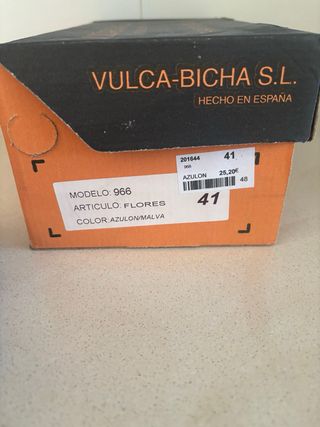 VULCA-BICHA S.L.
HECHO EN ESPAÑA
201644 41
966
AZULON 25,20€
48
MODELO: 966
ARTICULO: FLORES 41
COLOR: AZULON/MALVA